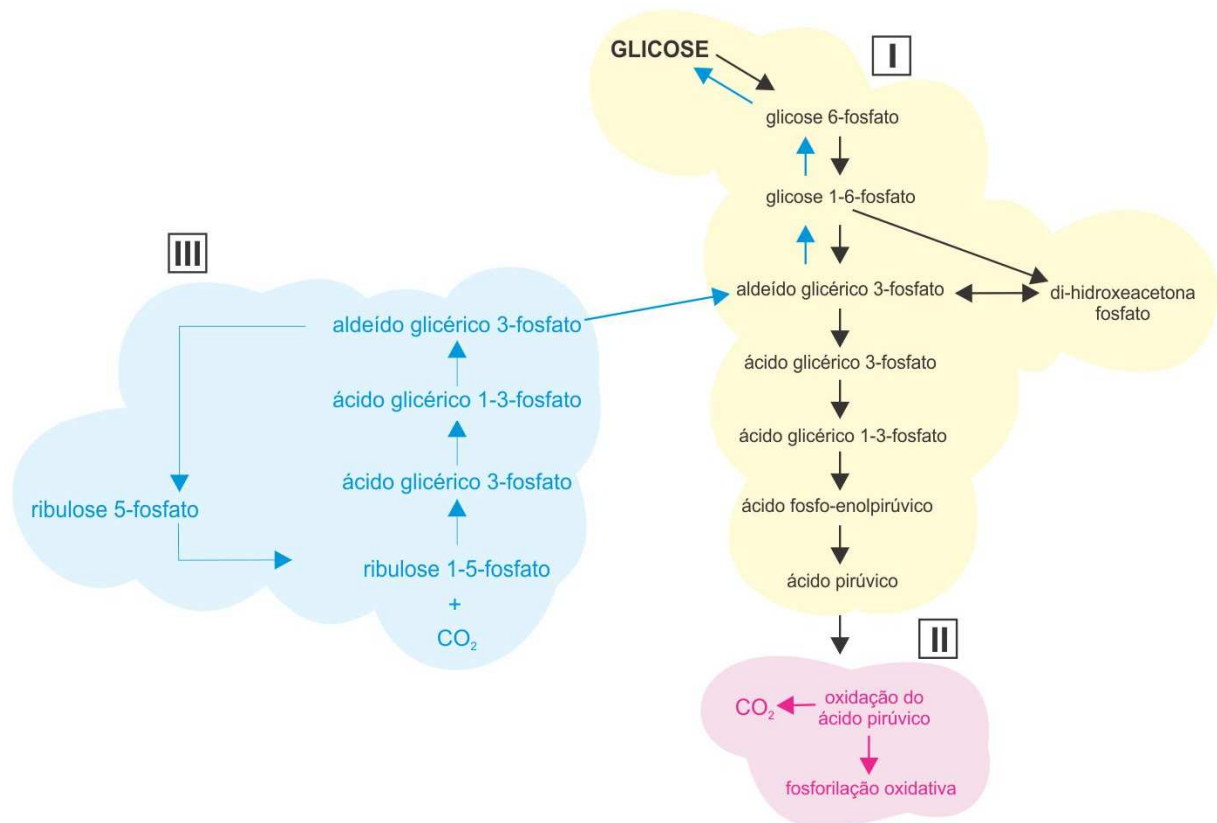 I
GLICOSE
glicose 6-fosfato
glicose 1-6-fosfato
aldeído glicérico 3-fosfato
di-hidroxeacetona
fosfato
ácido glicérico 3-fosfato
ácido glicérico 1-3-fosfato
ácido fosfo-enolpirúvico
ácido pirúvico
III
aldeído glicérico 3-fosfato
ácido glicérico 1-3-fosfato
ácido glicérico 3-fosfato
ribulose 5-fosfato
ribulose 1-5-fosfato
+
CO₂
II
CO₂
oxidação do
ácido pirúvico
fosforilação oxidativa